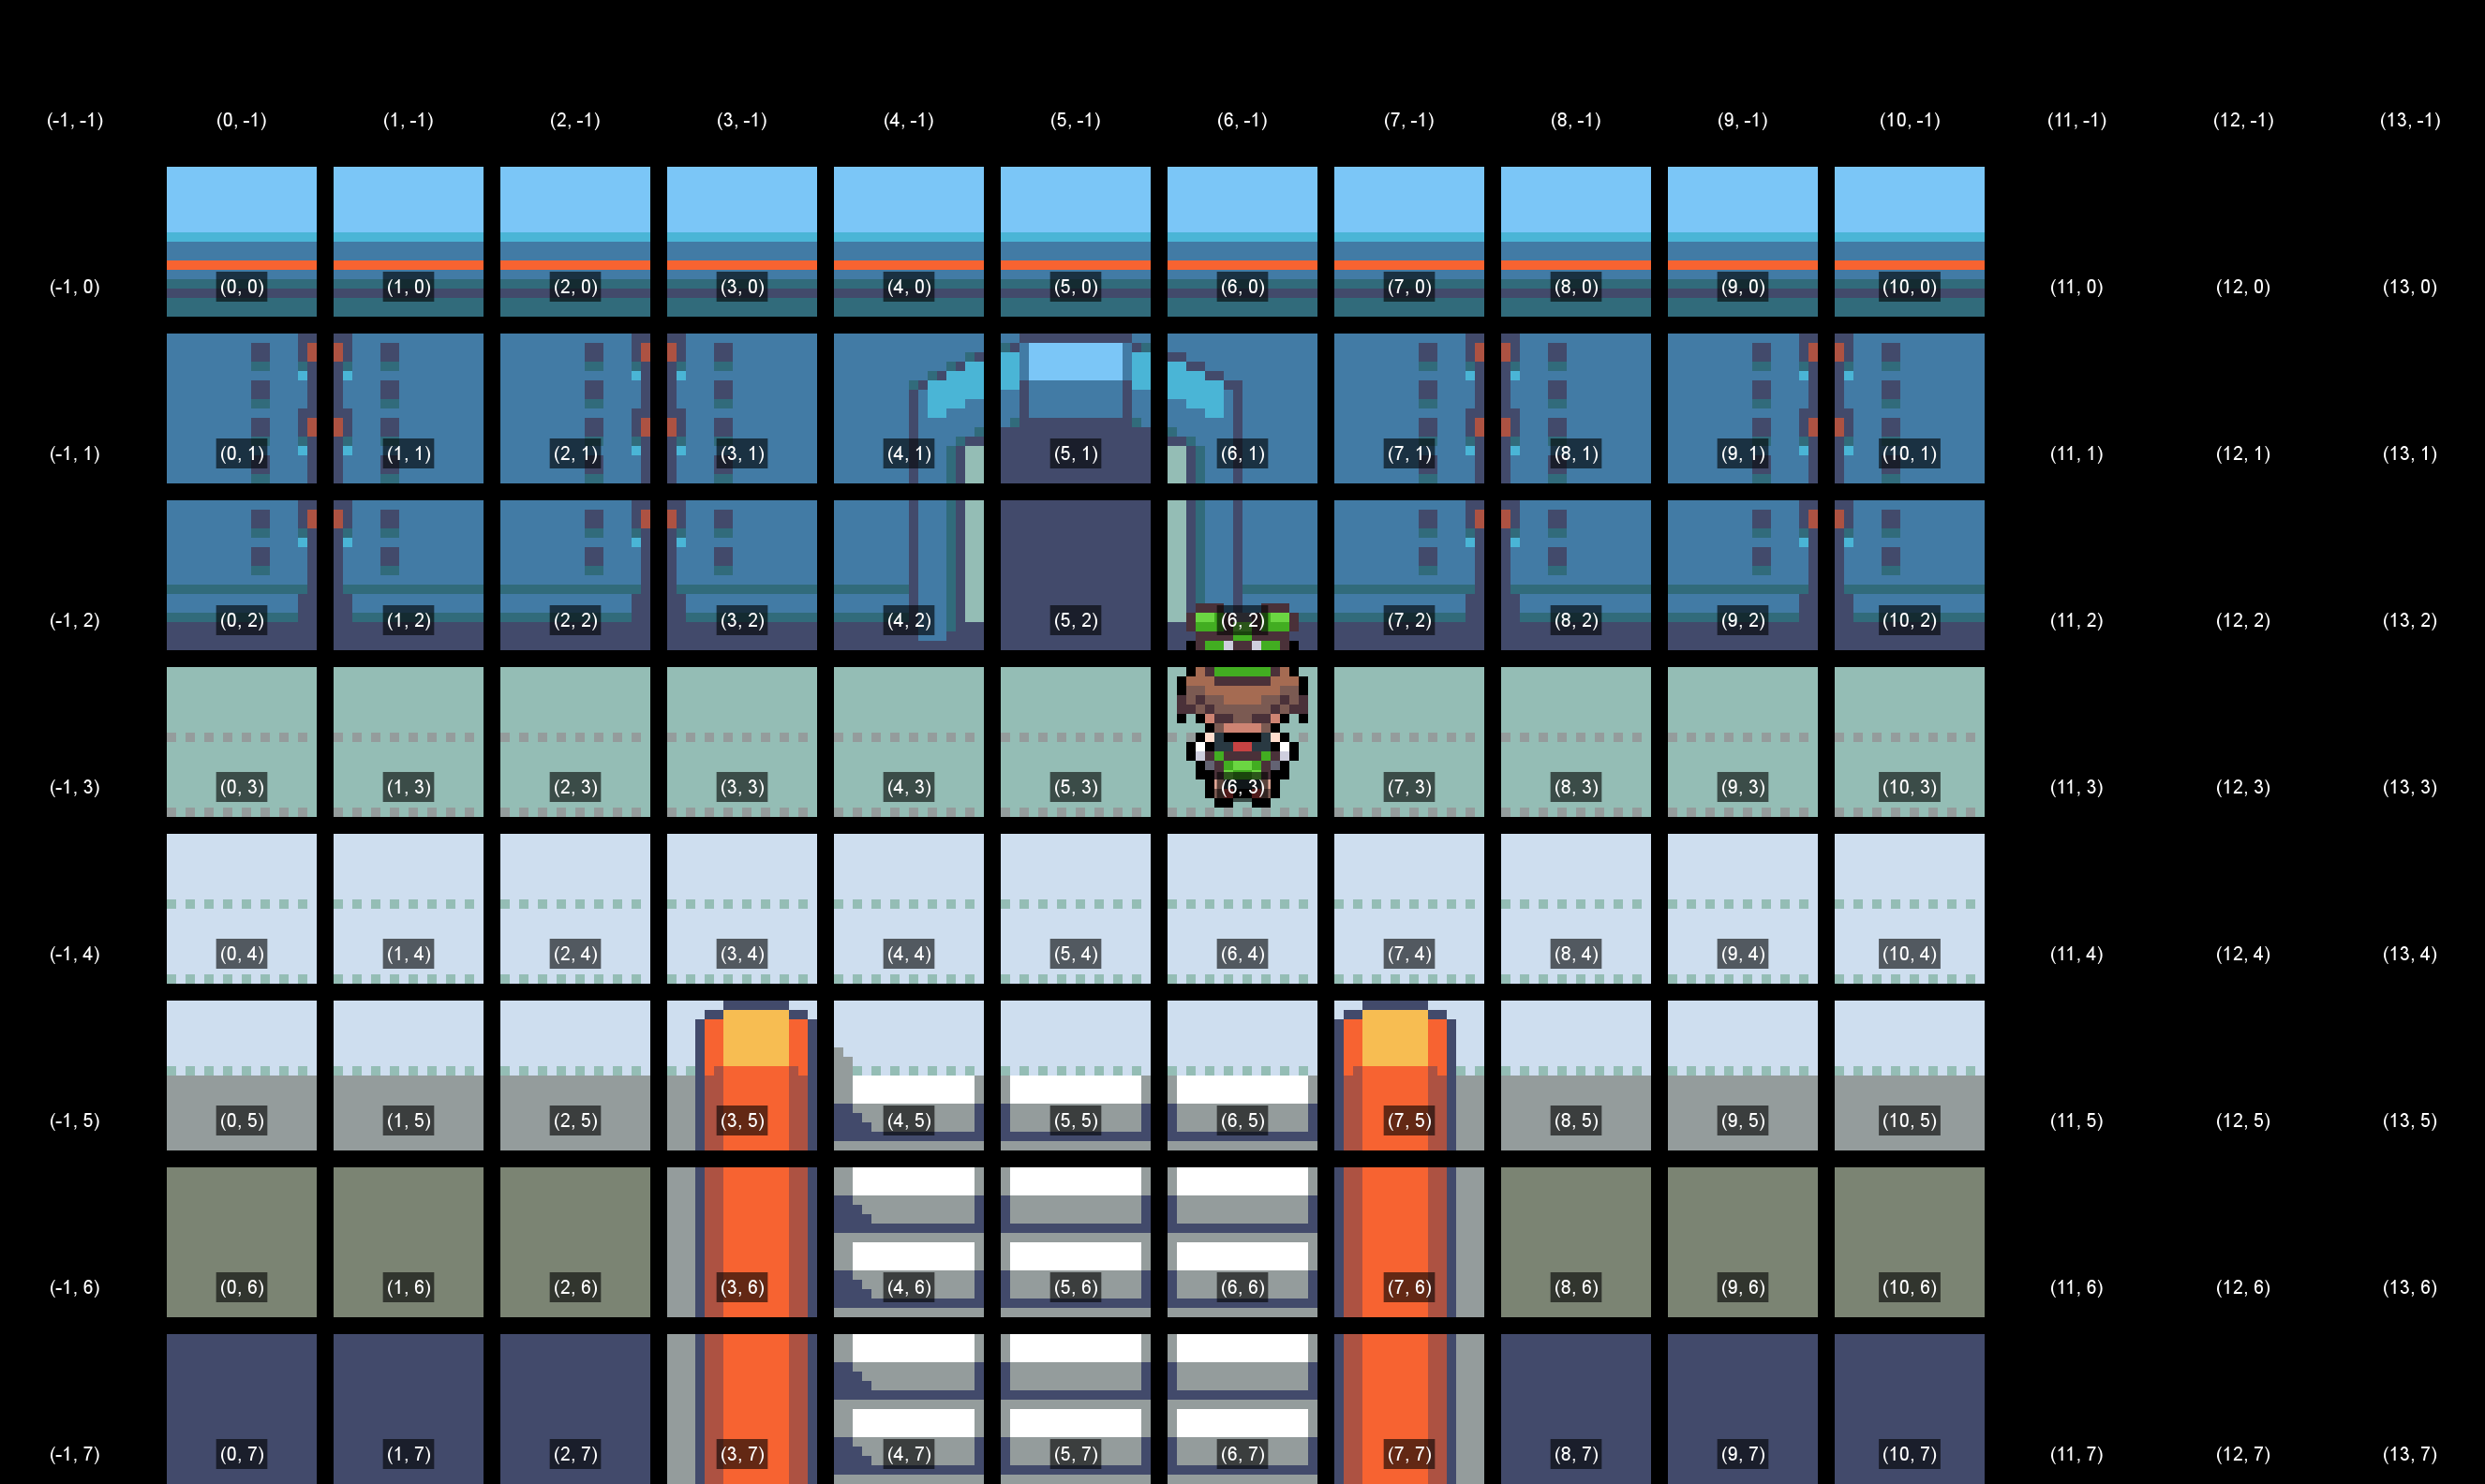 (-1, -1) (0, -1) (1, -1) (2, -1) (3, -1) (4, -1) (5, -1) (6, -1) (7, -1) (8, -1) (9, -1) (10, -1) (11, -1) (12, -1) (13, -1)
(-1, 0) (0, 0) (1, 0) (2, 0) (3, 0) (4, 0) (5, 0) (6, 0) (7, 0) (8, 0) (9, 0) (10, 0) (11, 0) (12, 0) (13, 0)
(-1, 1) (0, 1) (1, 1) (2, 1) (3, 1) (4, 1) (5, 1) (6, 1) (7, 1) (8, 1) (9, 1) (10, 1) (11, 1) (12, 1) (13, 1)
(-1, 2) (0, 2) (1, 2) (2, 2) (3, 2) (4, 2) (5, 2) (6, 2) (7, 2) (8, 2) (9, 2) (10, 2) (11, 2) (12, 2) (13, 2)
(-1, 3) (0, 3) (1, 3) (2, 3) (3, 3) (4, 3) (5, 3) (6, 3) (7, 3) (8, 3) (9, 3) (10, 3) (11, 3) (12, 3) (13, 3)
(-1, 4) (0, 4) (1, 4) (2, 4) (3, 4) (4, 4) (5, 4) (6, 4) (7, 4) (8, 4) (9, 4) (10, 4) (11, 4) (12, 4) (13, 4)
(-1, 5) (0, 5) (1, 5) (2, 5) (3, 5) (4, 5) (5, 5) (6, 5) (7, 5) (8, 5) (9, 5) (10, 5) (11, 5) (12, 5) (13, 5)
(-1, 6) (0, 6) (1, 6) (2, 6) (3, 6) (4, 6) (5, 6) (6, 6) (7, 6) (8, 6) (9, 6) (10, 6) (11, 6) (12, 6) (13, 6)
(-1, 7) (0, 7) (1, 7) (2, 7) (3, 7) (4, 7) (5, 7) (6, 7) (7, 7) (8, 7) (9, 7) (10, 7) (11, 7) (12, 7) (13, 7)